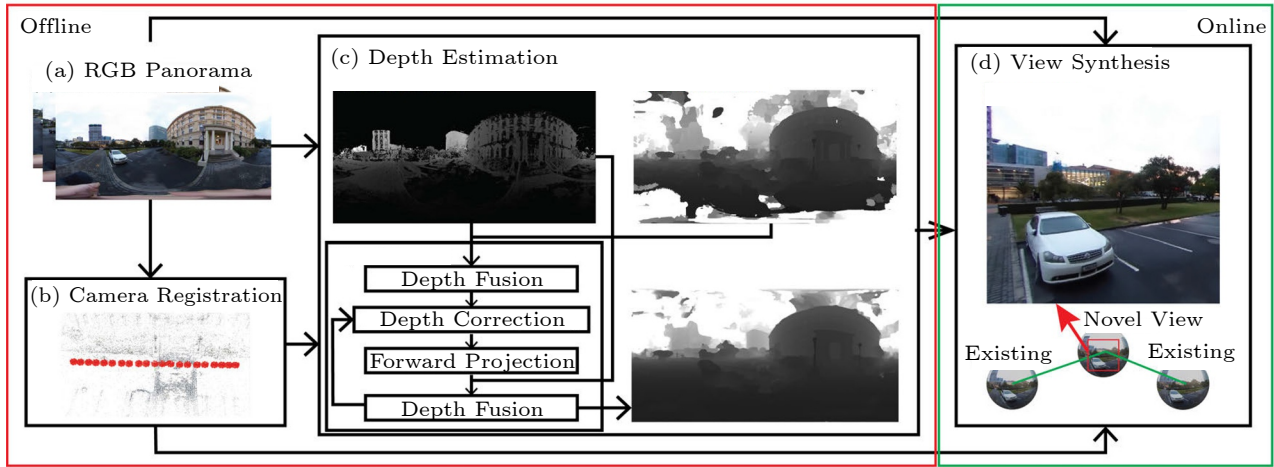 Offline
(a) RGB Panorama
(b) Camera Registration
(c) Depth Estimation
Depth Fusion
Depth Correction
Forward Projection
Depth Fusion
Online
(d) View Synthesis
Novel View
Existing
Existing